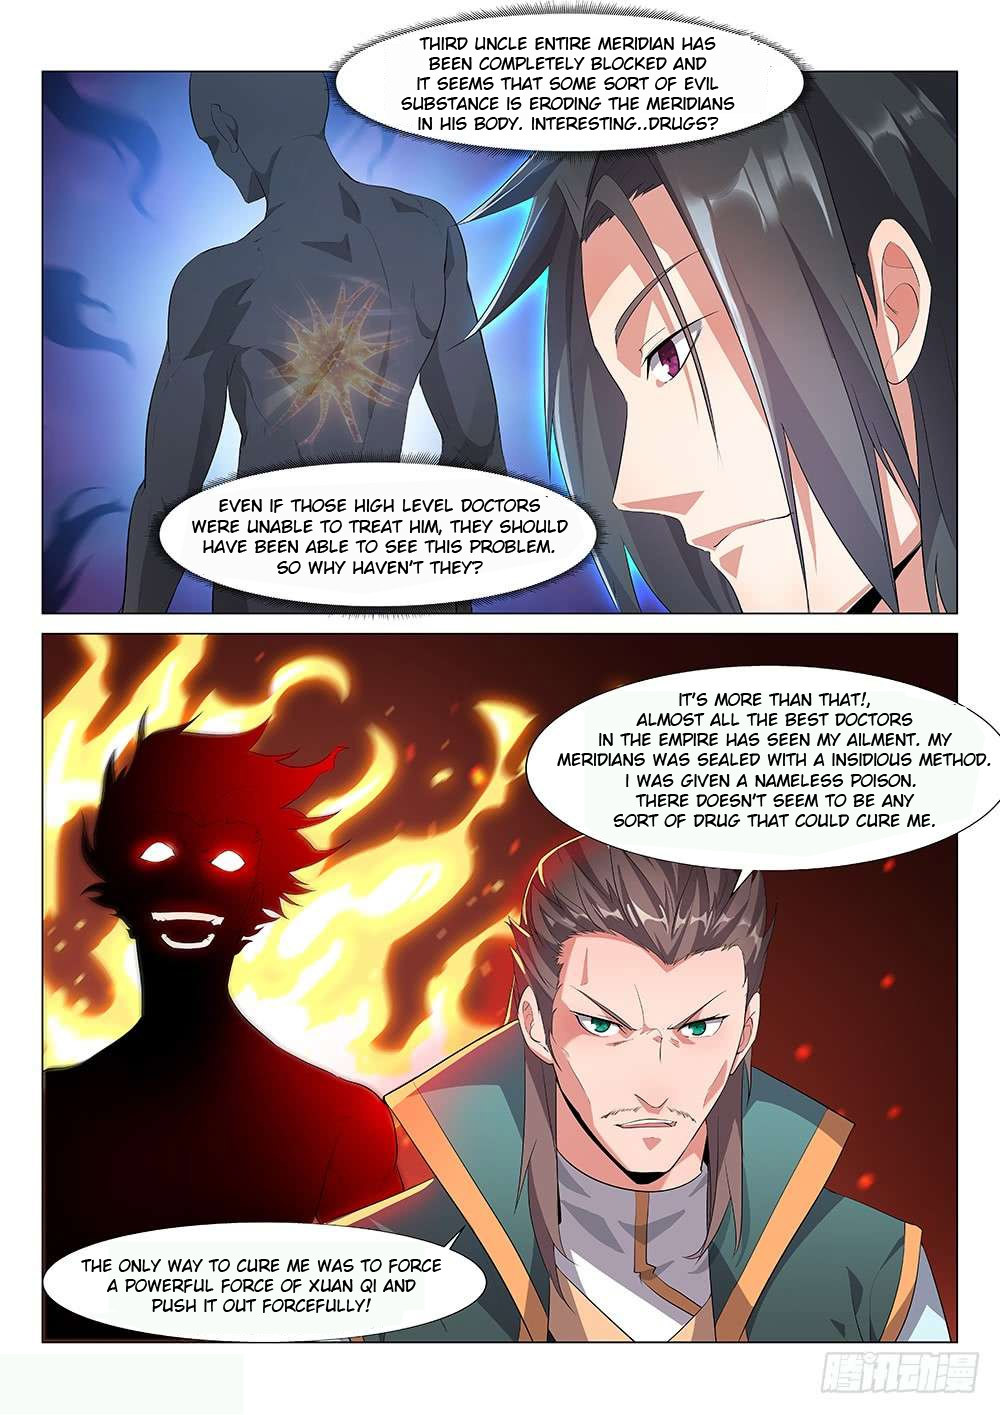 THIRD UNCLE ENTIRE MERIDIAN HAS
BEEN COMPLETELY BLOCKED AND
IT SEEMS THAT SOME SORT OF EVIL
SUBSTANCE IS ERODING THE MERIDIANS
IN HIS BODY. INTERESTING..DRUGS?
EVEN IF THOSE HIGH LEVEL DOCTORS
WERE UNABLE TO TREAT HIM, THEY SHOULD
HAVE BEEN ABLE TO SEE THIS PROBLEM.
SO WHY HAVEN'T THEY?
IT'S MORE THAN THAT!,
ALMOST ALL THE BEST DOCTORS
IN THE EMPIRE HAS SEEN MY AILMENT. MY
MERIDIANS WAS SEALED WITH A INSIDIOUS METHOD.
I WAS GIVEN A NAMELESS POISON.
THERE DOESN'T SEEM TO BE ANY
SORT OF DRUG THAT COULD CURE ME.
THE ONLY WAY TO CURE ME WAS TO FORCE
A POWERFUL FORCE OF XUAN QI AND
PUSH IT OUT FORCEFULLY!
腾讯动漫